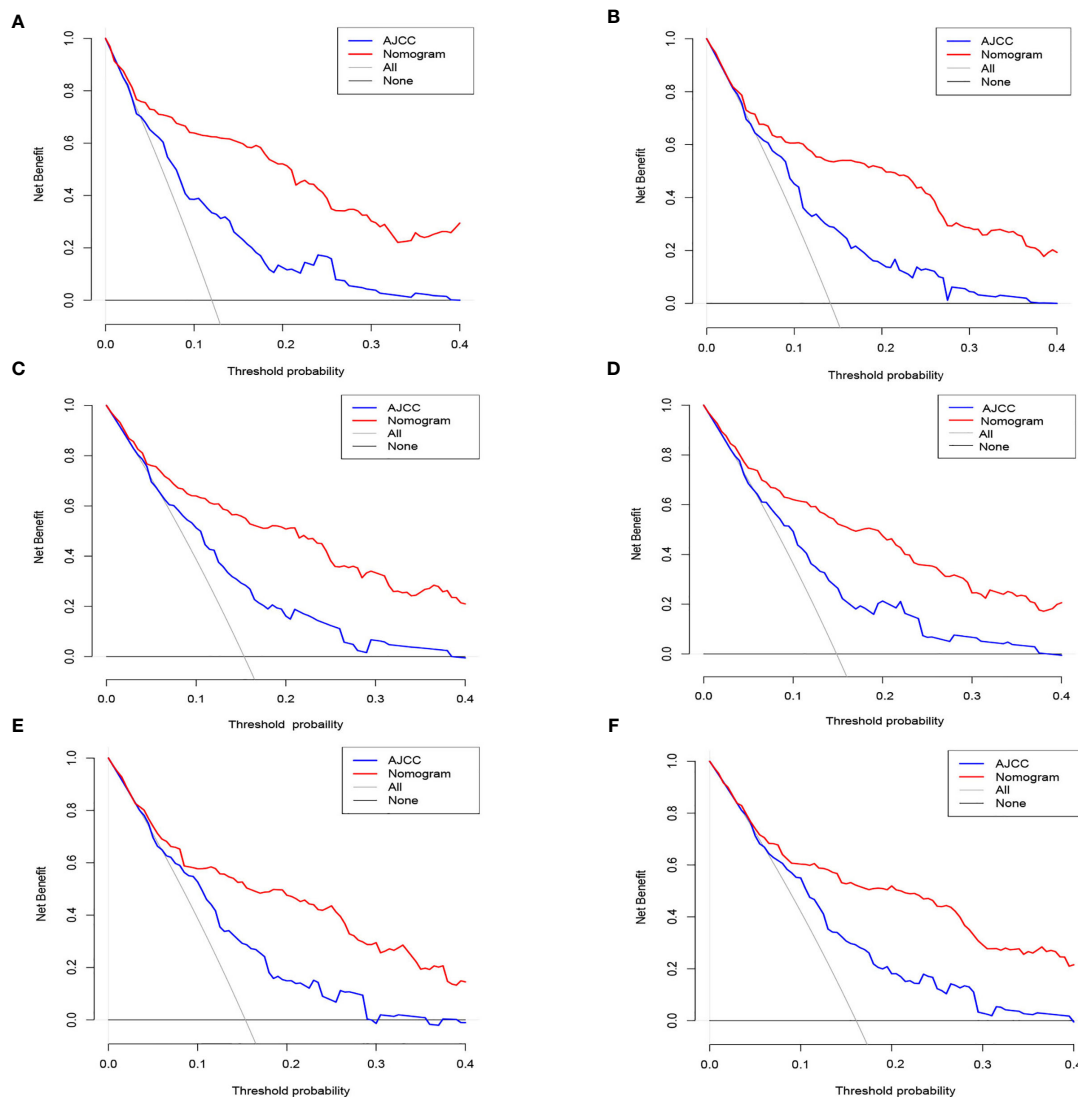 A
AJCC
Nomogram
All
None
1.0
0.8
0.6
0.4
0.2
0.0
Net Benefit
0.0 0.1 0.2 0.3 0.4
Threshold probability
B
AJCC
Nomogram
All
None
1.0
0.8
0.6
0.4
0.2
0.0
Net Benefit
0.0 0.1 0.2 0.3 0.4
Threshold probability
C
AJCC
Nomogram
All
None
1.0
0.8
0.6
0.4
0.2
0.0
Net Benefit
0.0 0.1 0.2 0.3 0.4
Threshold probaility
D
AJCC
Nomogram
All
None
1.0
0.8
0.6
0.4
0.2
0.0
Net Benefit
0.0 0.1 0.2 0.3 0.4
Threshold probability
E
AJCC
Nomogram
All
None
1.0
0.8
0.6
0.4
0.2
0.0
Net Benefit
0.0 0.1 0.2 0.3 0.4
Threshold probability
F
AJCC
Nomogram
All
None
1.0
0.8
0.6
0.4
0.2
0.0
Net Benefit
0.0 0.1 0.2 0.3 0.4
Threshold probability